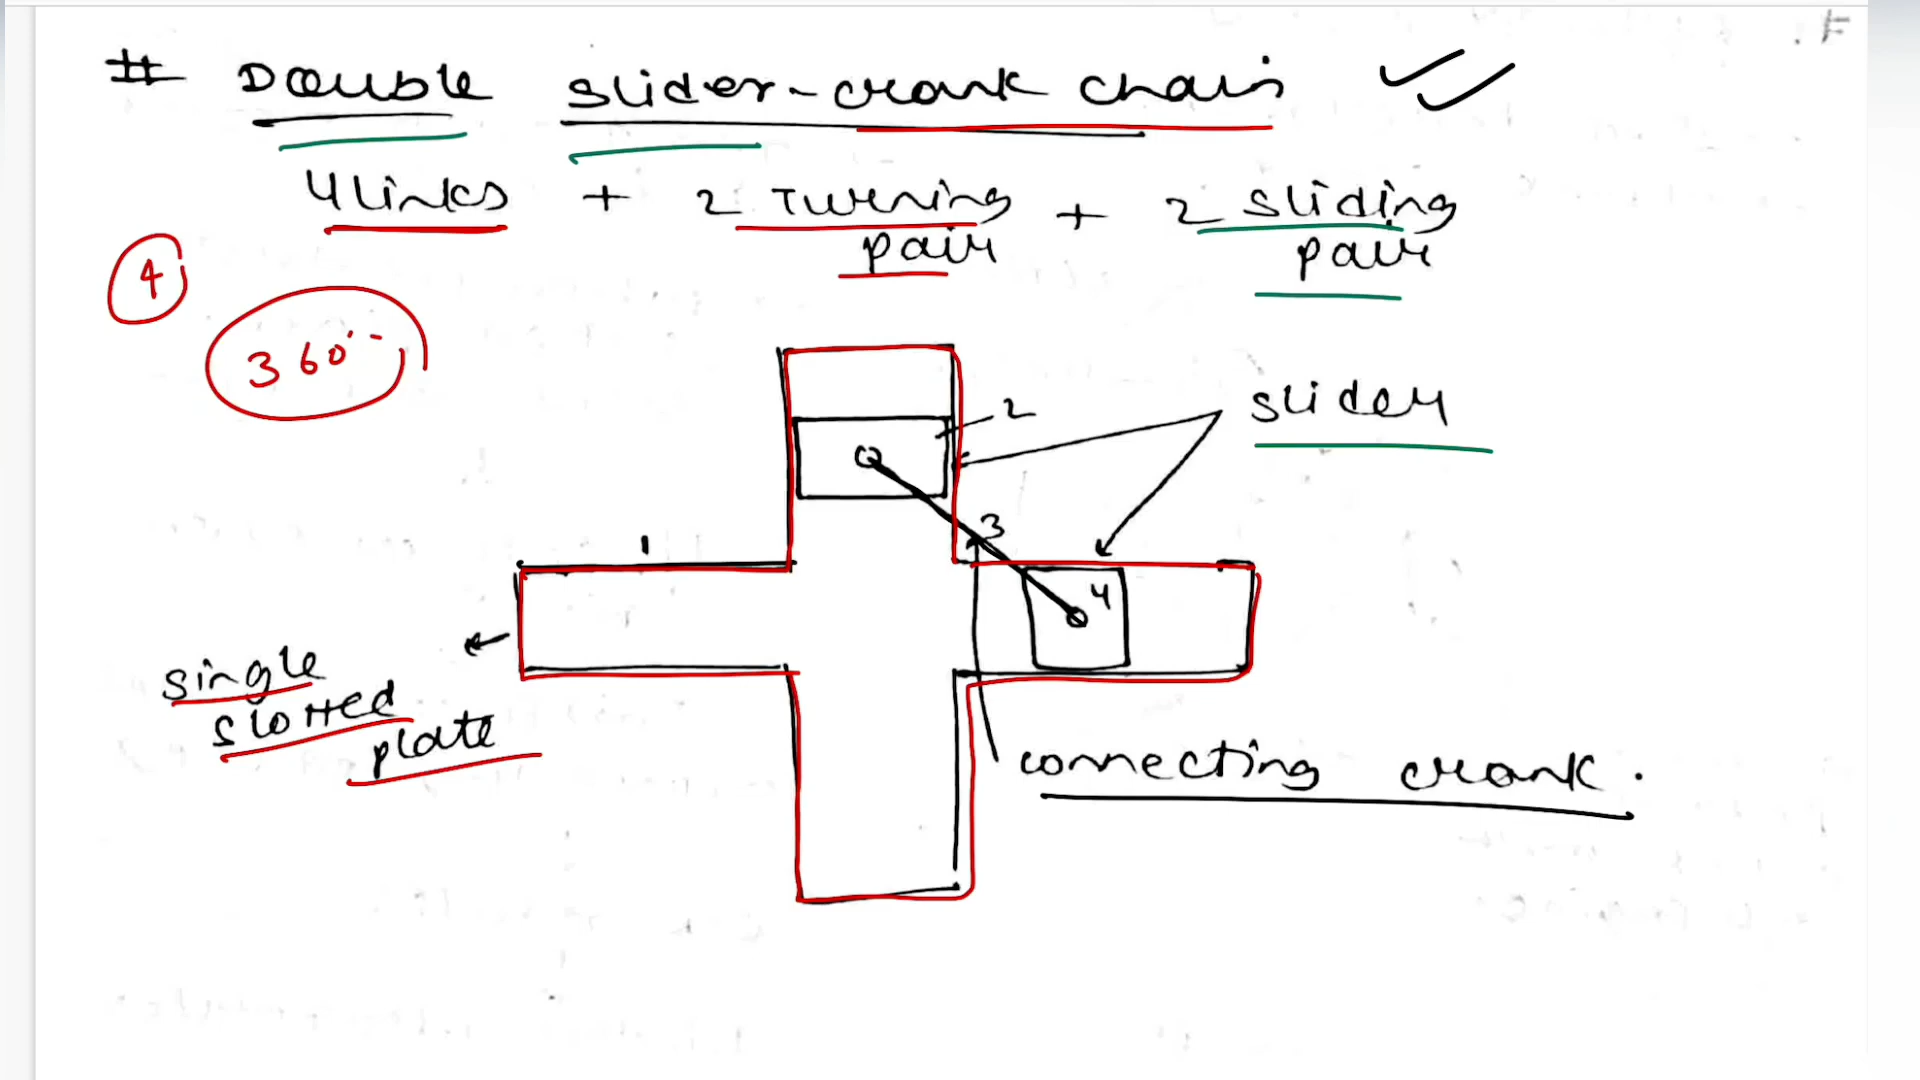 # Double slider-crank chain
4 links + 2 Turning pair + 2 sliding pair
4
360°
2
slider
3
1
4
single
slotted
plate
connecting crank.